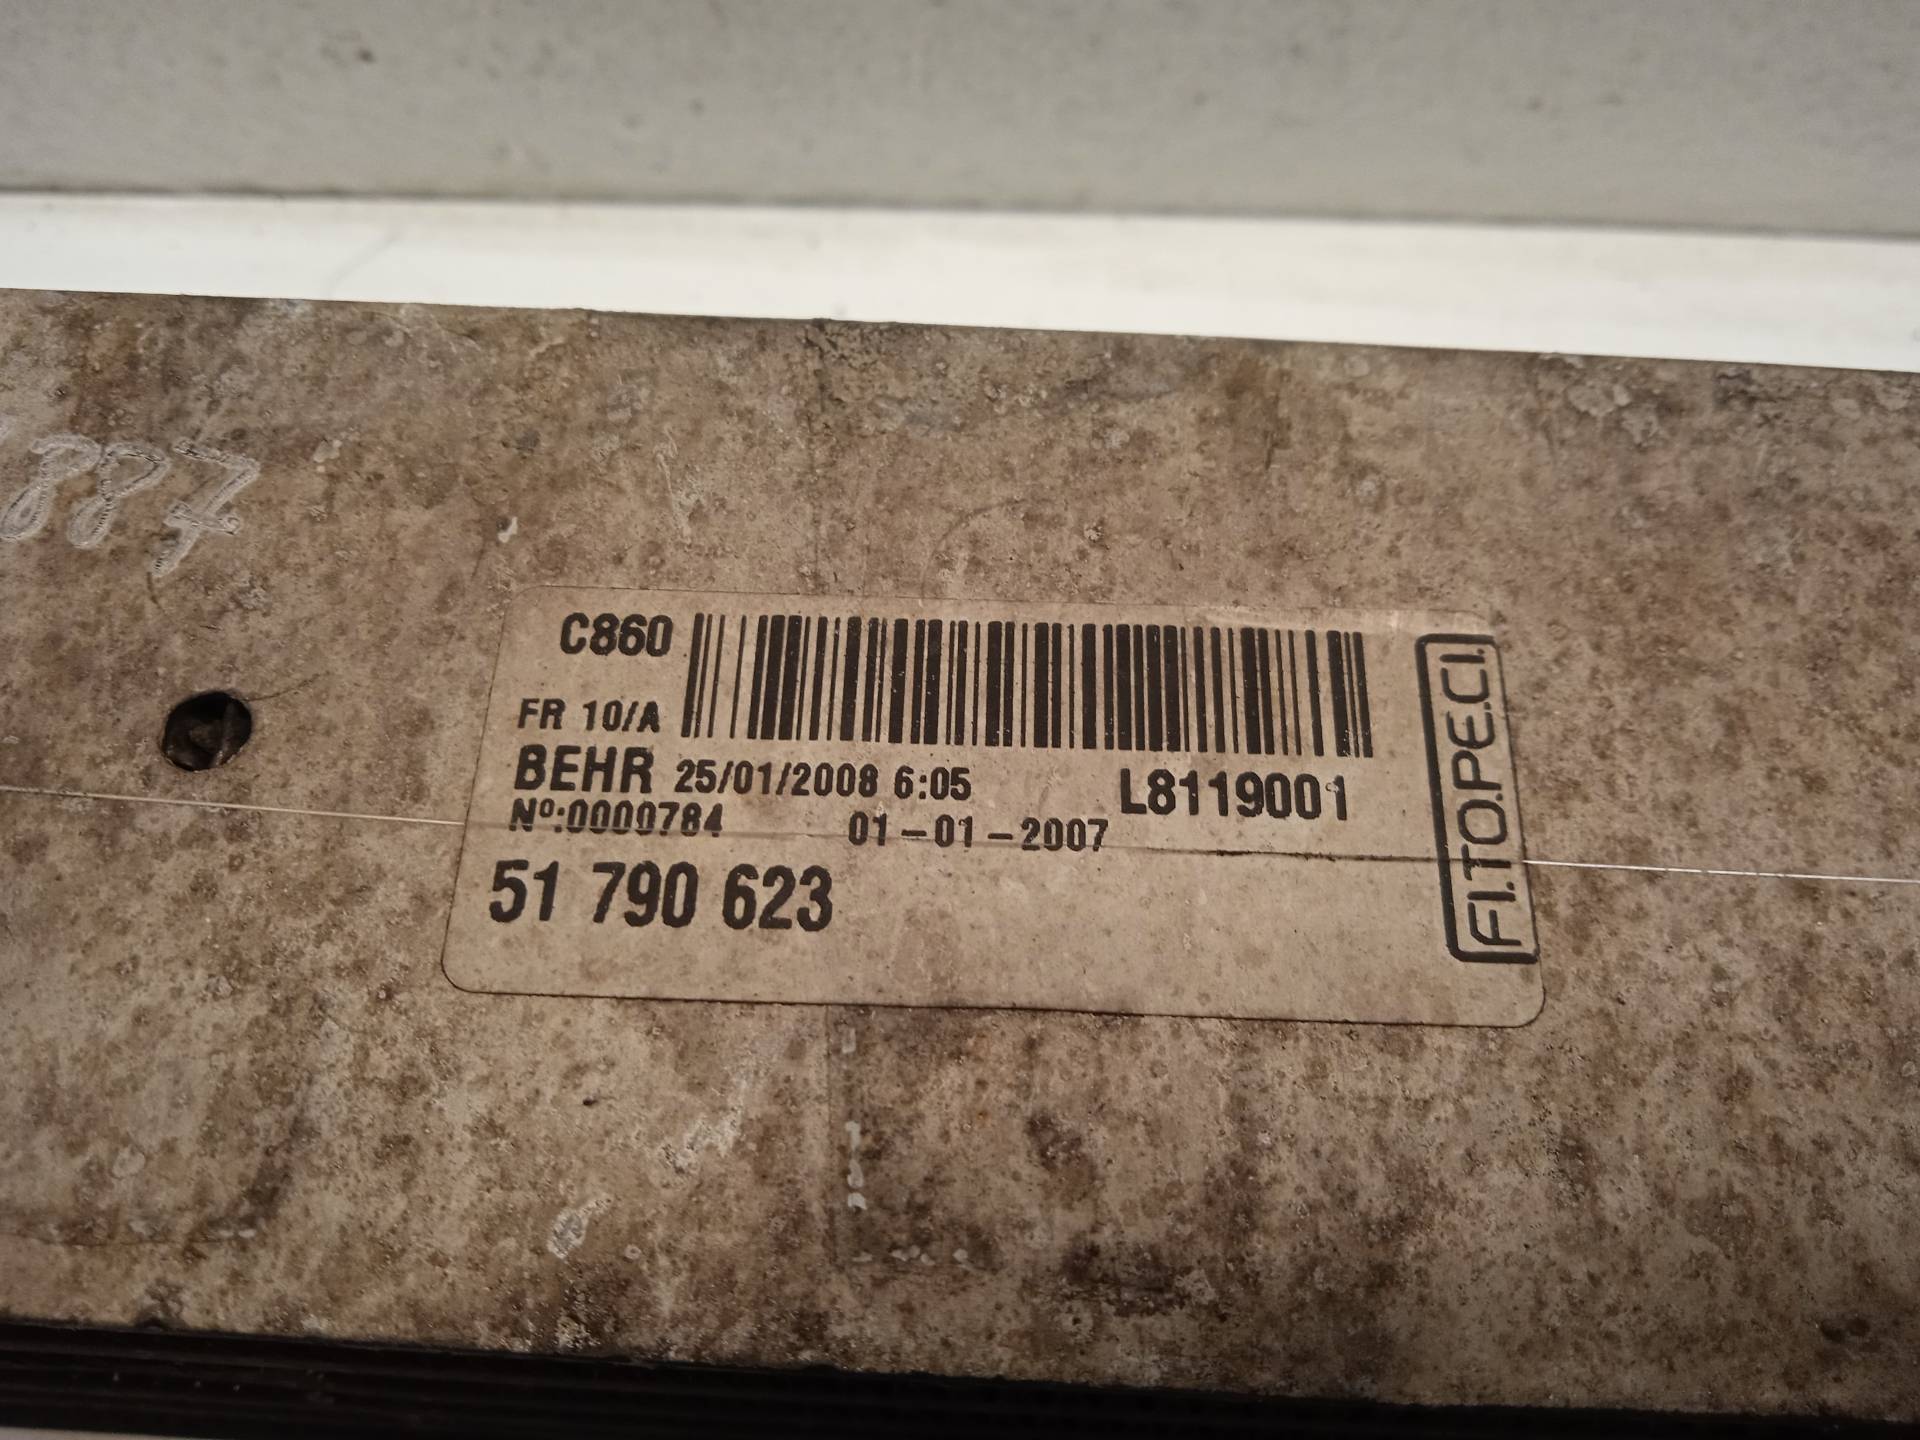 887
C860
FR 10/A
BEHR 25/01/2008 6:05 L8119001
Nº:0000784 01-01-2007
51 790 623
FI.TO.PE.CI.